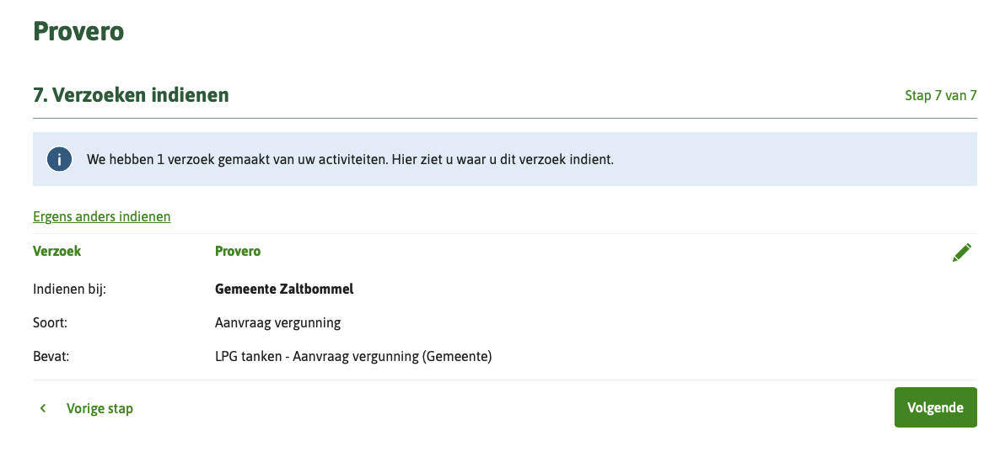 Provero
7. Verzoeken indienen
Stap 7 van 7
We hebben 1 verzoek gemaakt van uw activiteiten. Hier ziet u waar u dit verzoek indient.
Ergens anders indienen
Verzoek Provero
Indienen bij: Gemeente Zaltbommel
Soort: Aanvraag vergunning
Bevat: LPG tanken - Aanvraag vergunning (Gemeente)
Vorige stap
Volgende